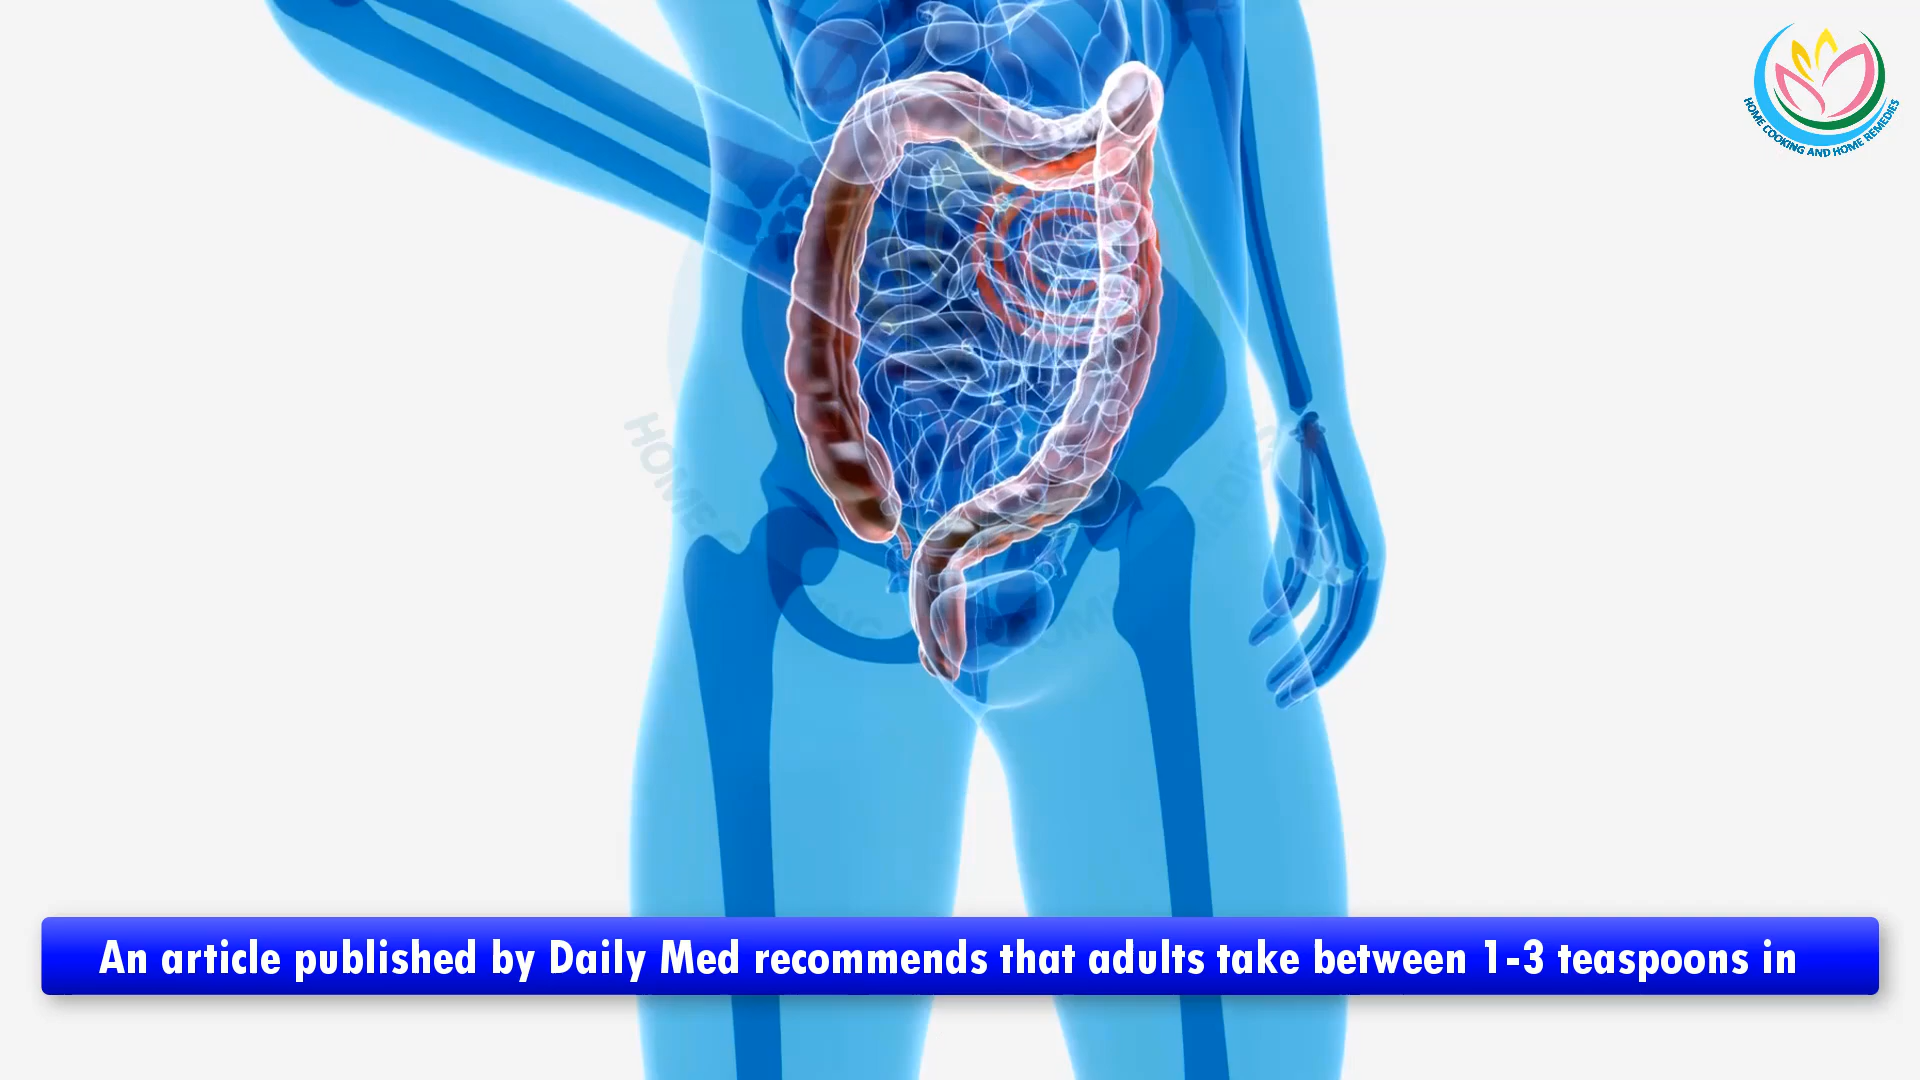 HOME COOKING AND HOME REMEDIES
An article published by Daily Med recommends that adults take between 1-3 teaspoons in